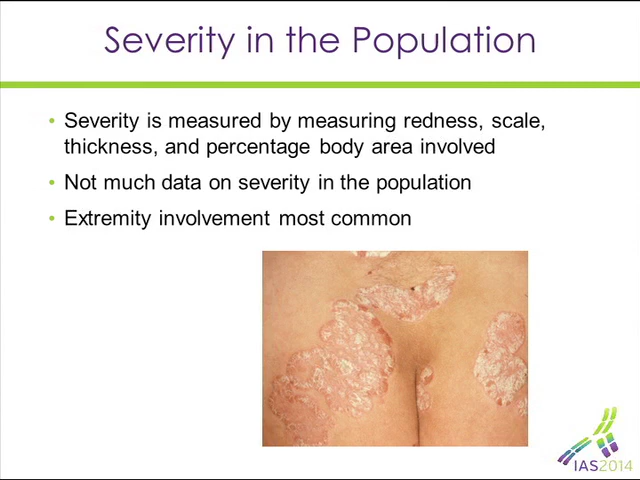 Severity in the Population
• Severity is measured by measuring redness, scale,
thickness, and percentage body area involved
• Not much data on severity in the population
• Extremity involvement most common
IAS2014